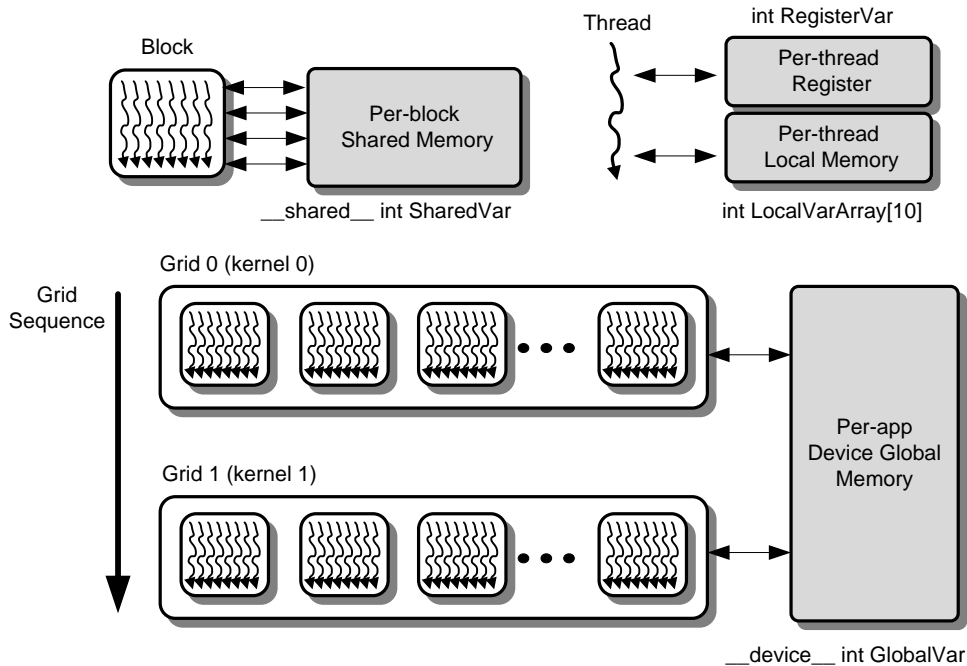 Block
Per-block
Shared Memory
__shared__ int SharedVar
Thread
int RegisterVar
Per-thread
Register
Per-thread
Local Memory
int LocalVarArray[10]
Grid
Sequence
Grid 0 (kernel 0)
Grid 1 (kernel 1)
Per-app
Device Global
Memory
__device__ int GlobalVar